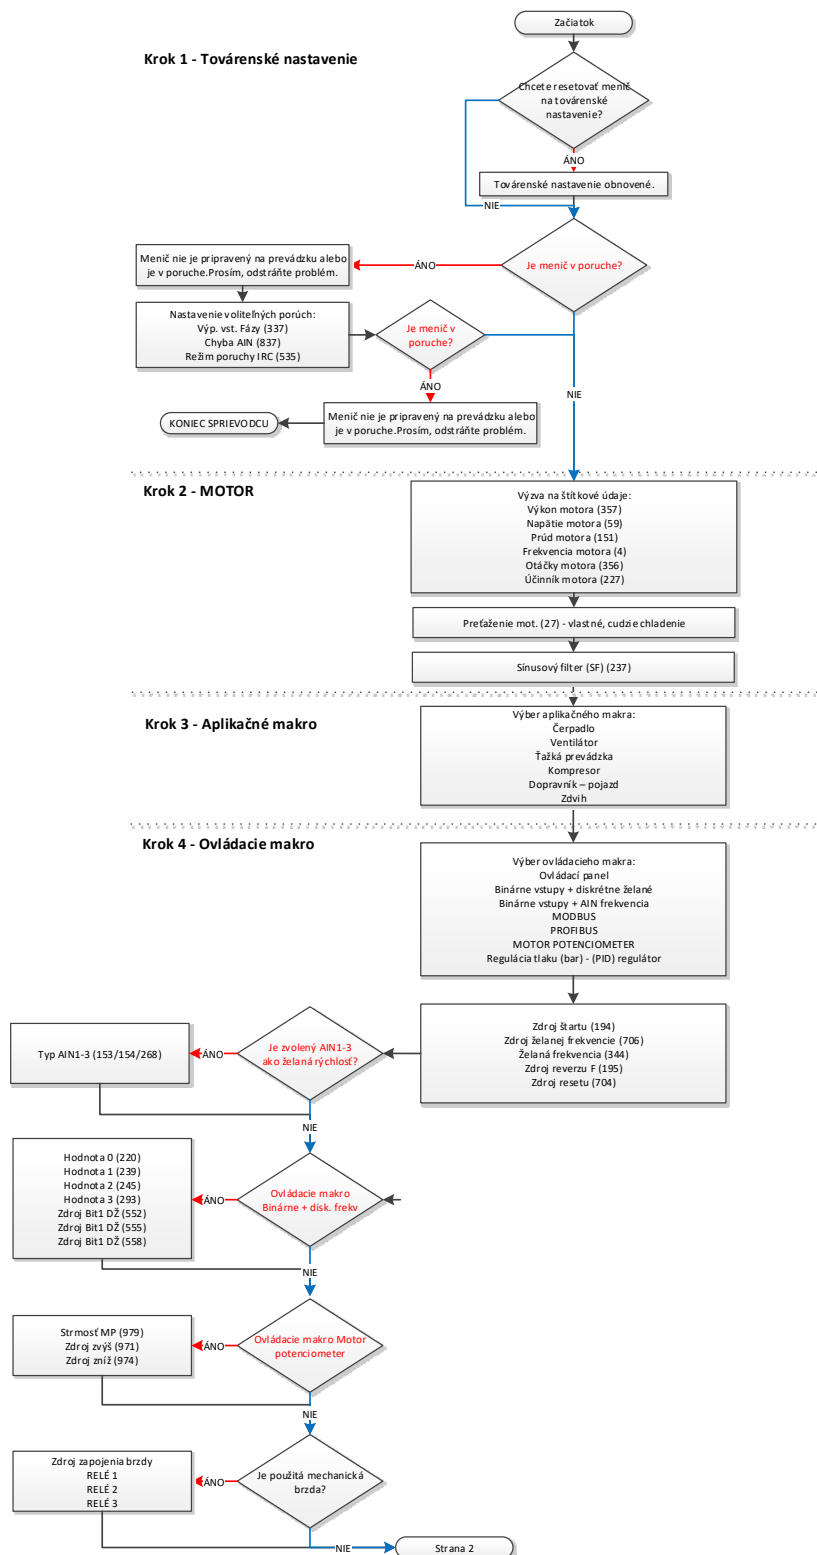 Začiatok
Krok 1 - Továrenské nastavenie
Chcete resetovať menič
na továrenské
nastavenie?
ÁNO
Továrenské nastavenie obnovené.
NIE
Je menič v poruche?
ÁNO
Menič nie je pripravený na prevádzku alebo
je v poruche.Prosím, odstráňte problém.
Nastavenie voliteľných porúch:
Výp. vst. Fázy (337)
Chyba AIN (837)
Režim poruchy IRC (535)
Je menič v
poruche?
ÁNO
NIE
Menič nie je pripravený na prevádzku alebo
je v poruche.Prosím, odstráňte problém.
KONIEC SPRIEVODCU
Krok 2 - MOTOR
Výzva na štítkové údaje:
Výkon motora (357)
Napätie motora (59)
Prúd motora (151)
Frekvencia motora (4)
Otáčky motora (356)
Účinník motora (227)
Preťaženie mot. (27) - vlastné, cudzie chladenie
Sínusový filter (SF) (237)
Krok 3 - Aplikačné makro
Výber aplikačného makra:
Čerpadlo
Ventilátor
Ťažká prevádzka
Kompresor
Dopravník – pojazd
Zdvih
Krok 4 - Ovládacie makro
Výber ovládacieho makra:
Ovládací panel
Binárne vstupy + diskrétne želané
Binárne vstupy + AIN frekvencia
MODBUS
PROFIBUS
MOTOR POTENCIOMETER
Regulácia tlaku (bar) - (PID) regulátor
Zdroj štartu (194)
Zdroj želanej frekvencie (706)
Želaná frekvencia (344)
Zdroj reverzu F (195)
Zdroj resetu (704)
Je zvolený AIN1-3
ako želaná rýchlosť?
ÁNO
Typ AIN1-3 (153/154/268)
NIE
Ovládacie makro
Binárne + disk. frekv
ÁNO
Hodnota 0 (220)
Hodnota 1 (239)
Hodnota 2 (245)
Hodnota 3 (293)
Zdroj Bit1 DŽ (552)
Zdroj Bit1 DŽ (555)
Zdroj Bit1 DŽ (558)
NIE
Ovládacie makro Motor
potenciometer
ÁNO
Strmosť MP (979)
Zdroj zvýš (971)
Zdroj zníž (974)
NIE
Je použitá mechanická
brzda?
ÁNO
Zdroj zapojenia brzdy
RELÉ 1
RELÉ 2
RELÉ 3
NIE
Strana 2